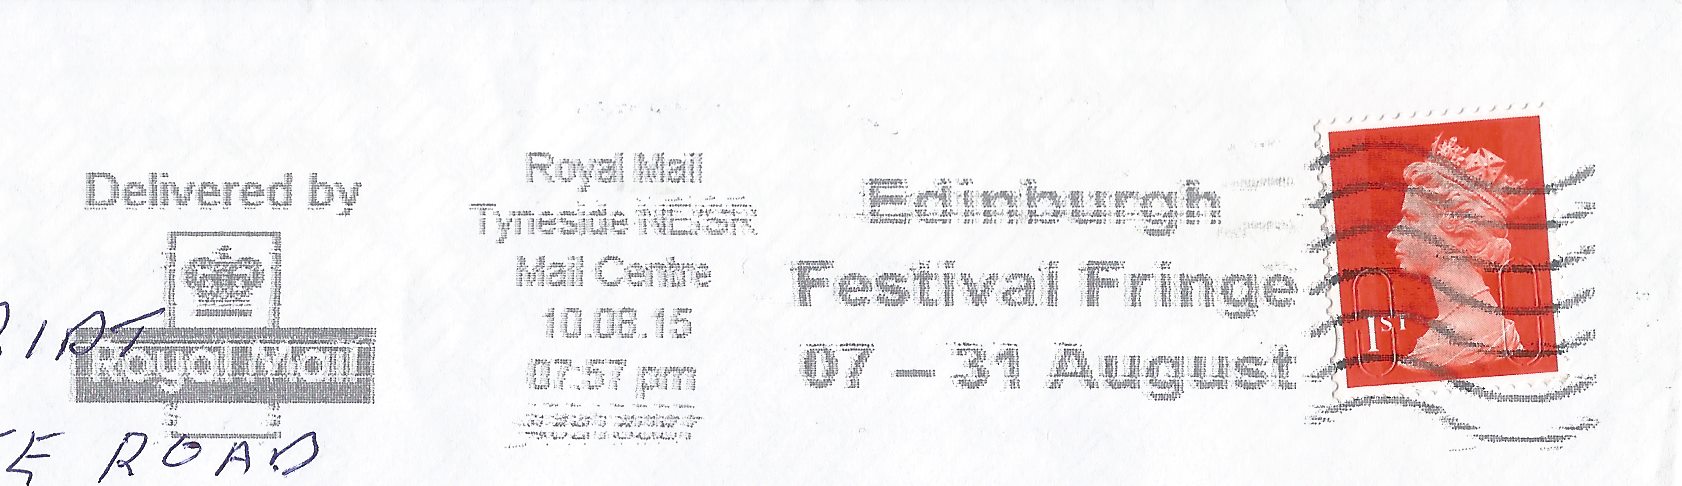 Delivered by
Royal Mail
ROAD
Royal Mail
Tyneside NE/SR
Mail Centre
10.08.15
07:57 pm
Edinburgh
Festival Fringe
07 – 31 August
1ST